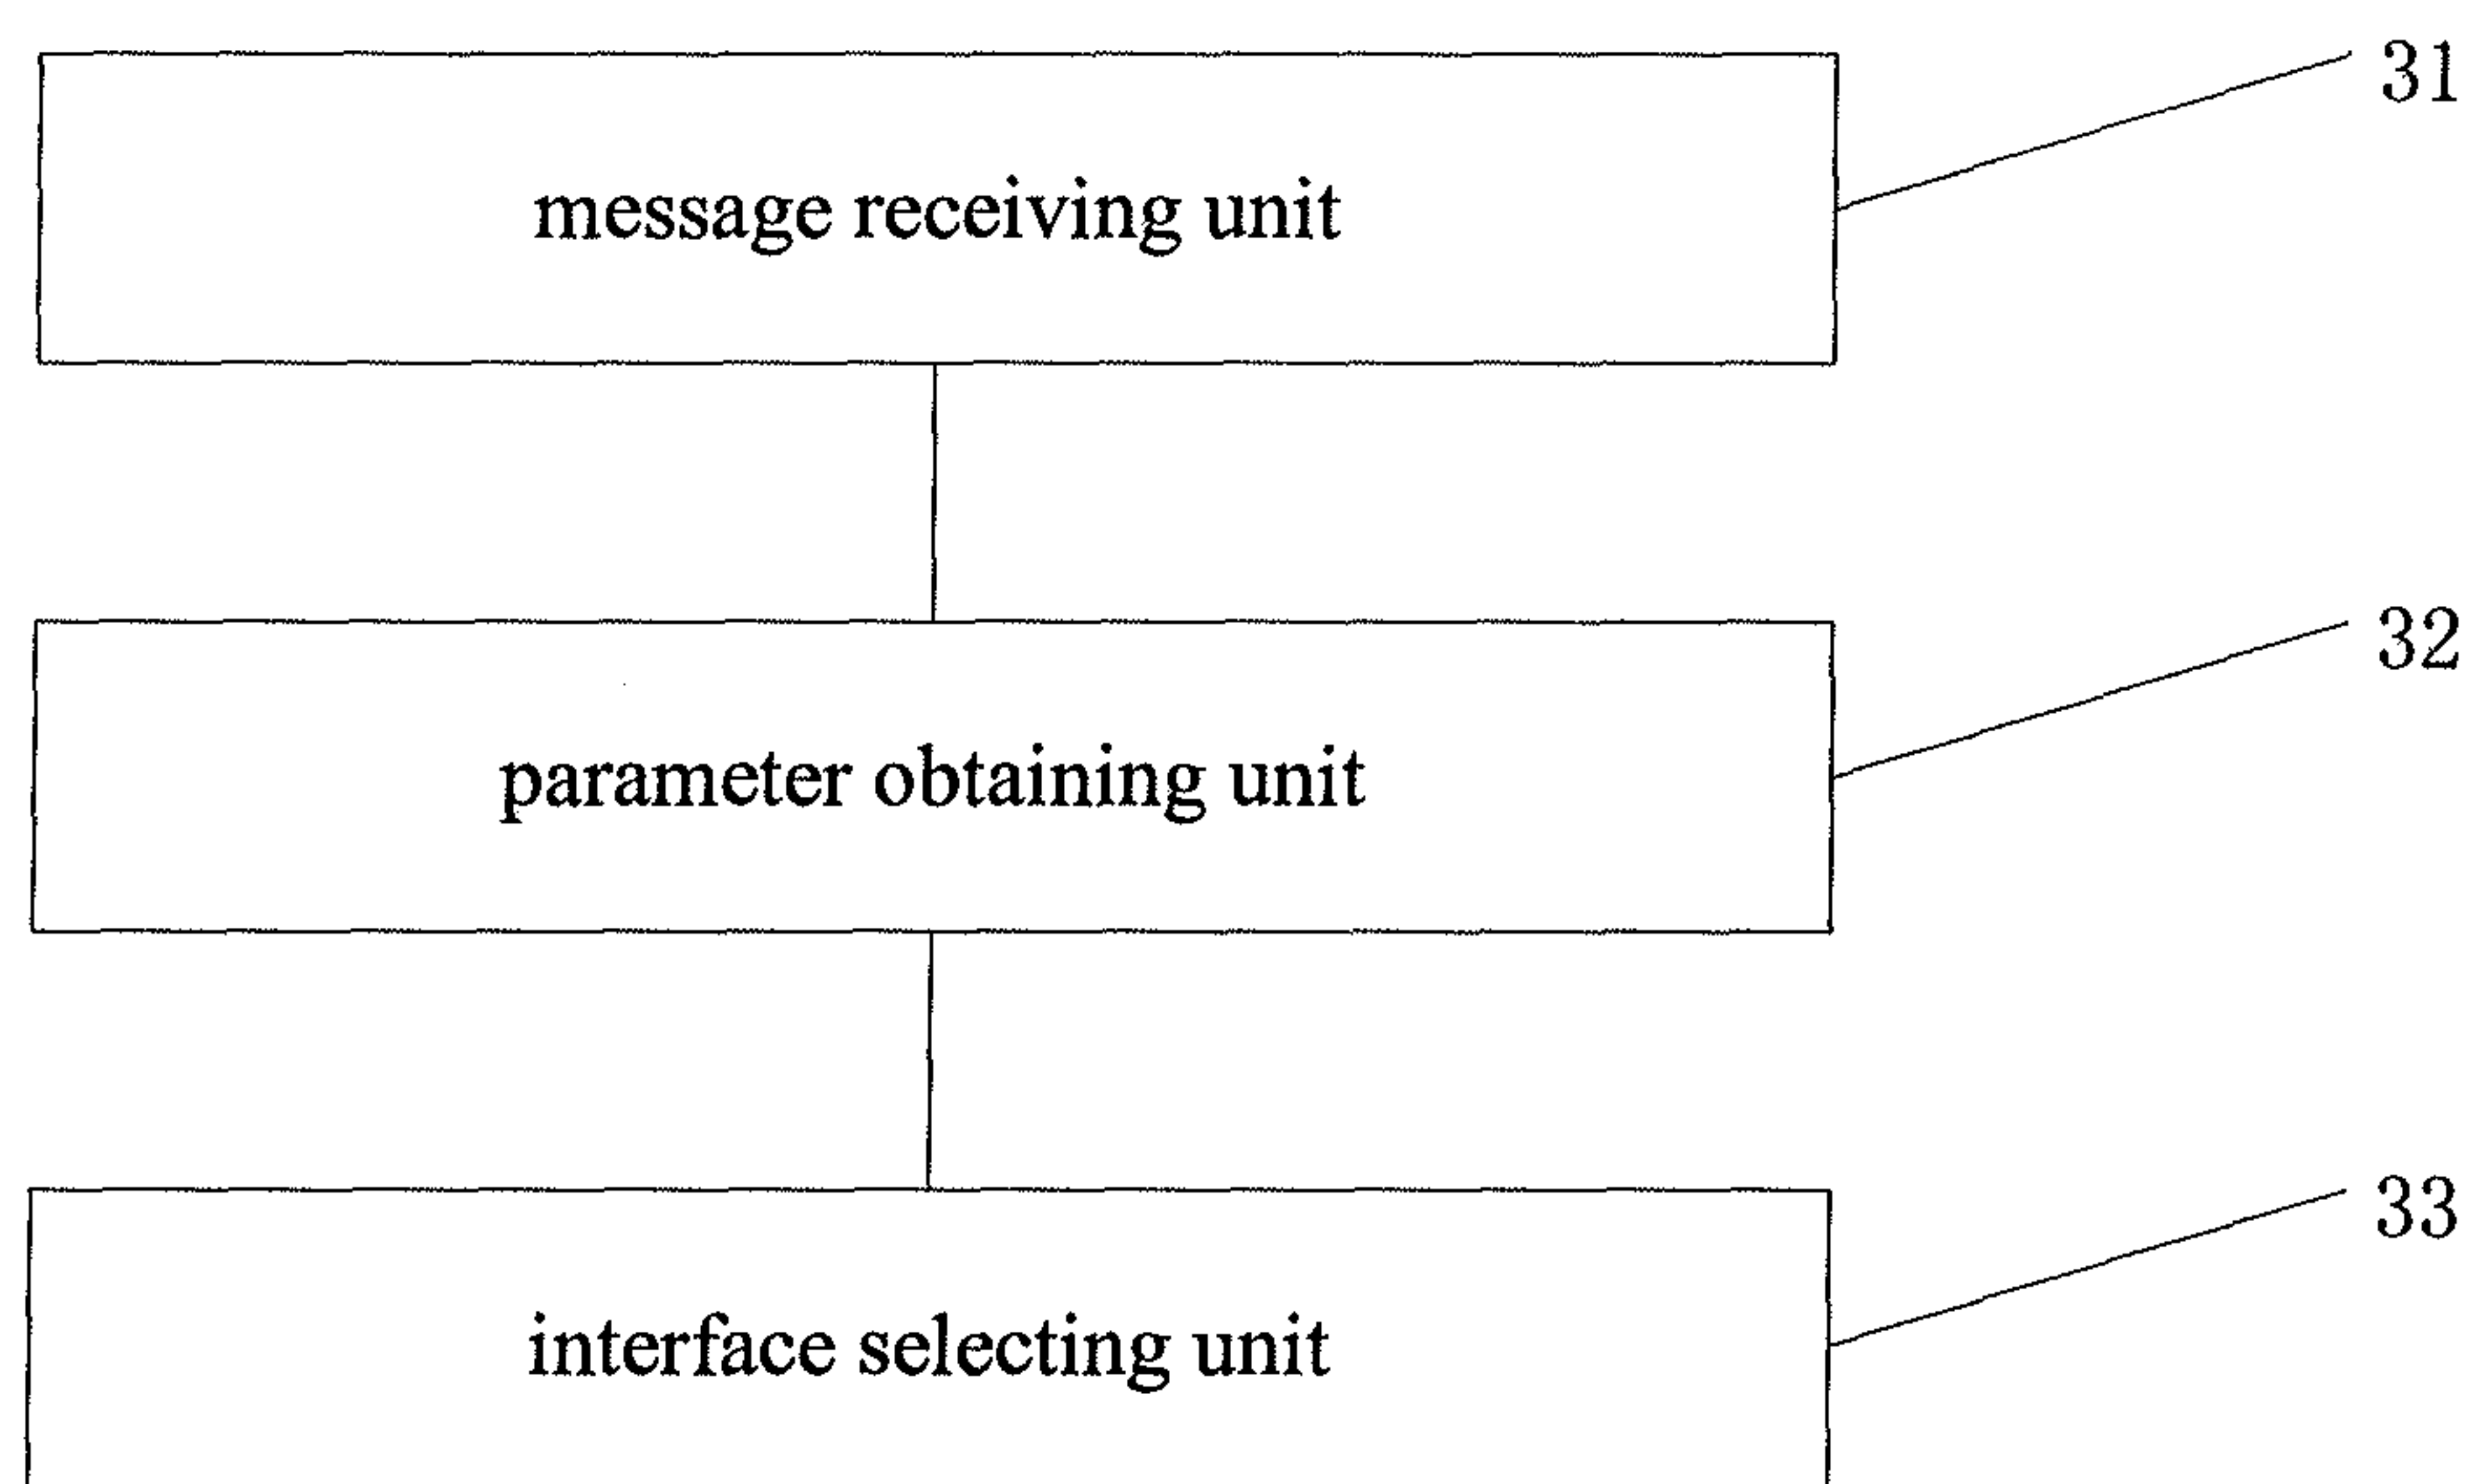 31
message receiving unit
32
parameter obtaining unit
33
interface selecting unit